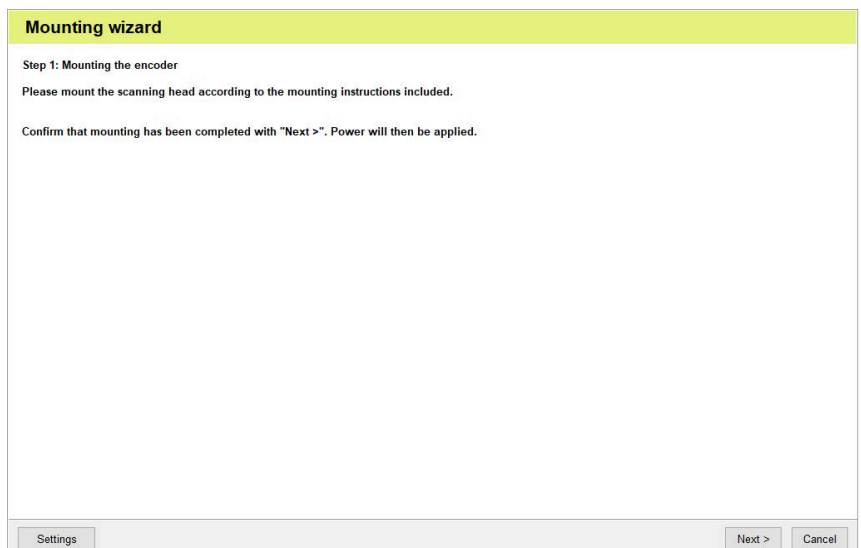 Mounting wizard
Step 1: Mounting the encoder
Please mount the scanning head according to the mounting instructions included.
Confirm that mounting has been completed with "Next >". Power will then be applied.
Settings
Next >
Cancel